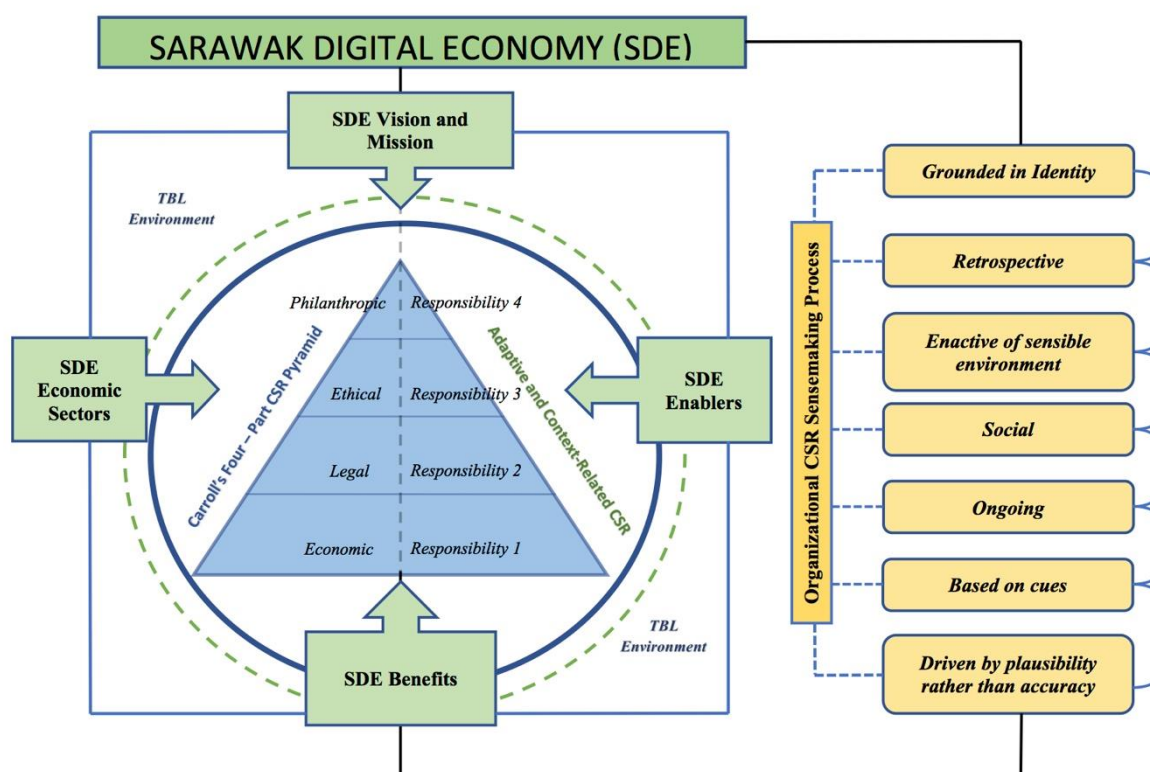 SARAWAK DIGITAL ECONOMY (SDE)
SDE Vision and
Mission
TBL
Environment
SDE
Economic
Sectors
SDE
Enablers
Carroll's Four – Part CSR Pyramid
Adaptive and Context-Related CSR
Philanthropic Responsibility 4
Ethical Responsibility 3
Legal Responsibility 2
Economic Responsibility 1
TBL
Environment
SDE Benefits
Organizational CSR Sensemaking Process
Grounded in Identity
Retrospective
Enactive of sensible
environment
Social
Ongoing
Based on cues
Driven by plausibility
rather than accuracy